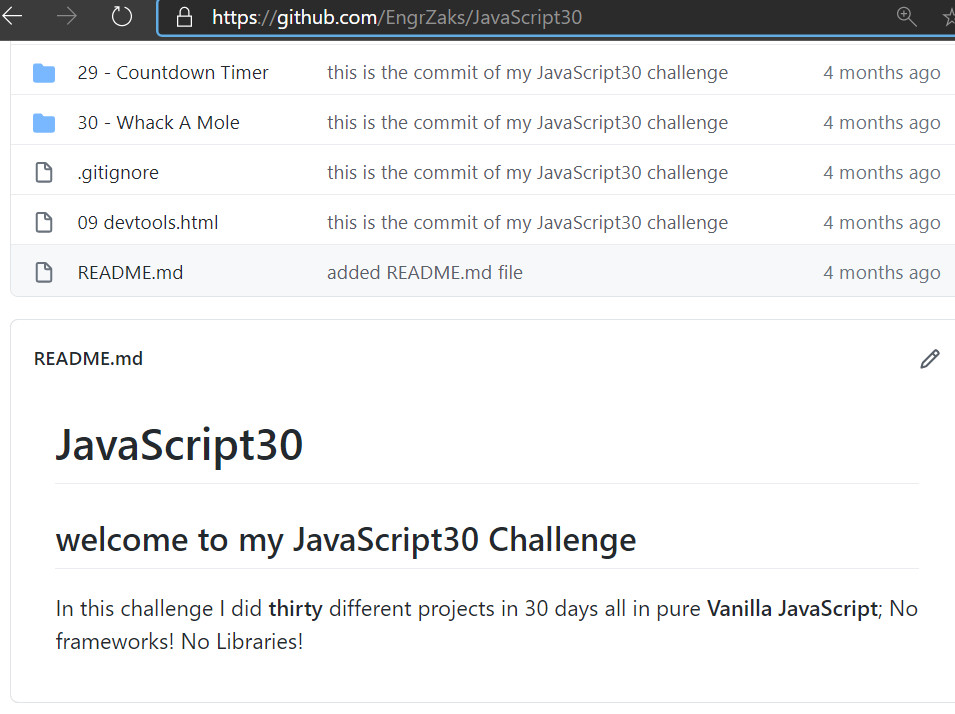 https://github.com/EngrZaks/JavaScript30
29 - Countdown Timer this is the commit of my JavaScript30 challenge 4 months ago
30 - Whack A Mole this is the commit of my JavaScript30 challenge 4 months ago
.gitignore this is the commit of my JavaScript30 challenge 4 months ago
09 devtools.html this is the commit of my JavaScript30 challenge 4 months ago
README.md added README.md file 4 months ago
README.md
JavaScript30
welcome to my JavaScript30 Challenge
In this challenge I did thirty different projects in 30 days all in pure Vanilla JavaScript; No
frameworks! No Libraries!